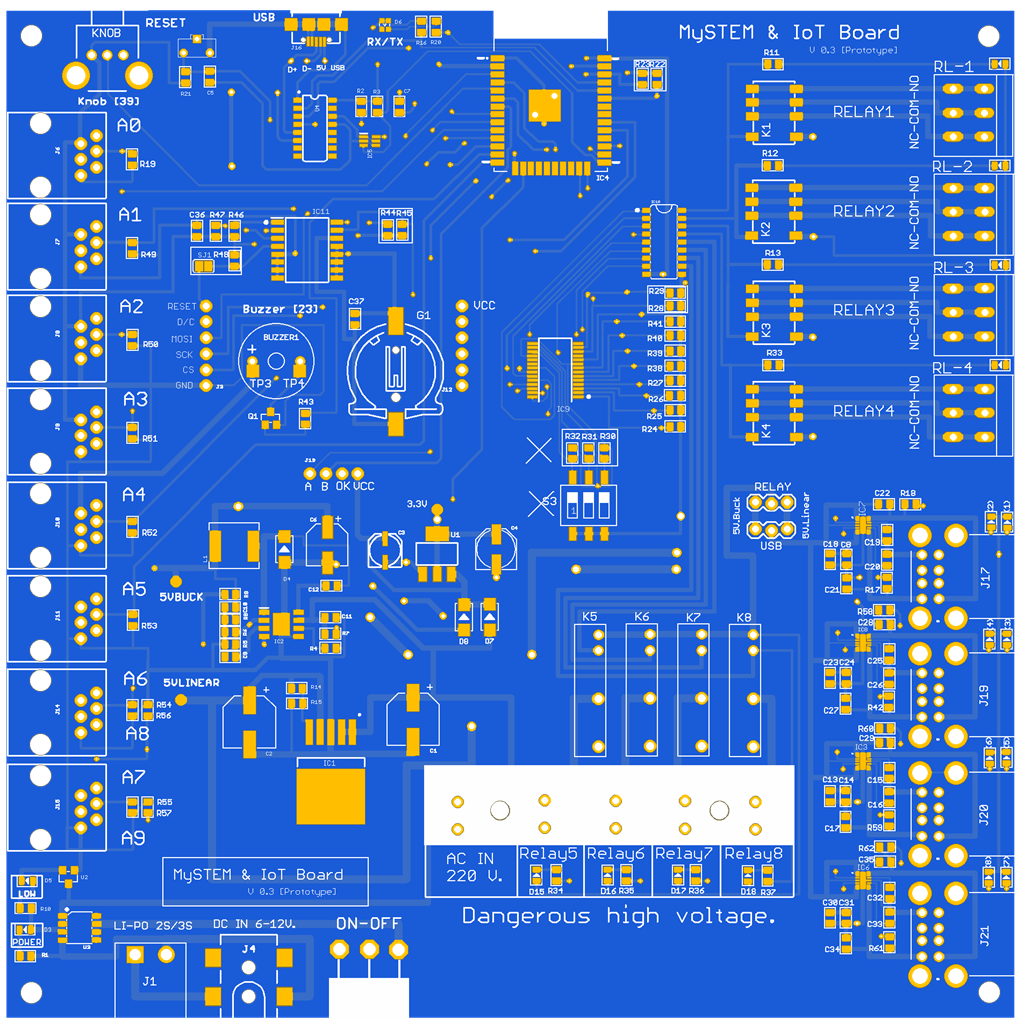 RESET
USB
D6
KNOB
J16
R16
R20
RX/TX
MySTEM & IoT Board
V 0.3 [Prototype]
R11
RL-1
D+ D- 5V USB
R21
C5
Knob [39]
R2
R3
C7
IC5
R22
IC4
K1
RELAY1
NC-COM-NO
A0
J6
R19
R12
RL-2
A1
J7
R49
C36
R47
R46
IC11
R44
R45
SJ1
R48
K2
RELAY2
NC-COM-NO
R13
RL-3
A2
J8
R50
RESET
D/C
MOSI
SCK
CS
GND
J3
Buzzer [23]
BUZZER1
TP3
TP4
C37
G1
VCC
J12
R29
R28
R41
R40
R39
R38
R27
R26
R25
R24
IC9
K3
RELAY3
NC-COM-NO
R33
RL-4
A3
J9
R51
Q1
R43
K4
RELAY4
NC-COM-NO
R32
R31
R30
S3
J13
A
B
OK
VCC
A4
J10
R52
3.3V
L1
D4
C6
C3
U1
C4
RELAY
5V.Buck
5V.Linear
USB
C22
R18
IC7
C19
C18
C8
C20
C21
R17
J17
A5
J11
R53
5VBUCK
R9
C10
R8
R6
R5
C9
IC2
C12
C11
R7
R4
D8
D7
K5
K6
K7
K8
R58
C28
IC8
C25
C23
C24
C26
C27
R42
J19
A6
J14
R54
R56
A8
5VLINEAR
C2
R14
R15
IC1
C1
R60
C29
IC3
C15
C13
C14
C16
C17
R59
J20
A7
J15
R55
R57
A9
AC IN
220 V.
Relay5
Relay6
Relay7
Relay8
D15
R34
D16
R35
D17
R36
D18
R37
Dangerous high voltage.
R62
C35
IC6
C32
C30
C31
C33
C34
R61
J21
MySTEM & IoT Board
V 0.3 [Prototype]
D5
LOW
V2
R10
D3
POWER
R1
U3
LI-PO 2S/3S
J1
DC IN 6-12V.
J4
ON-OFF